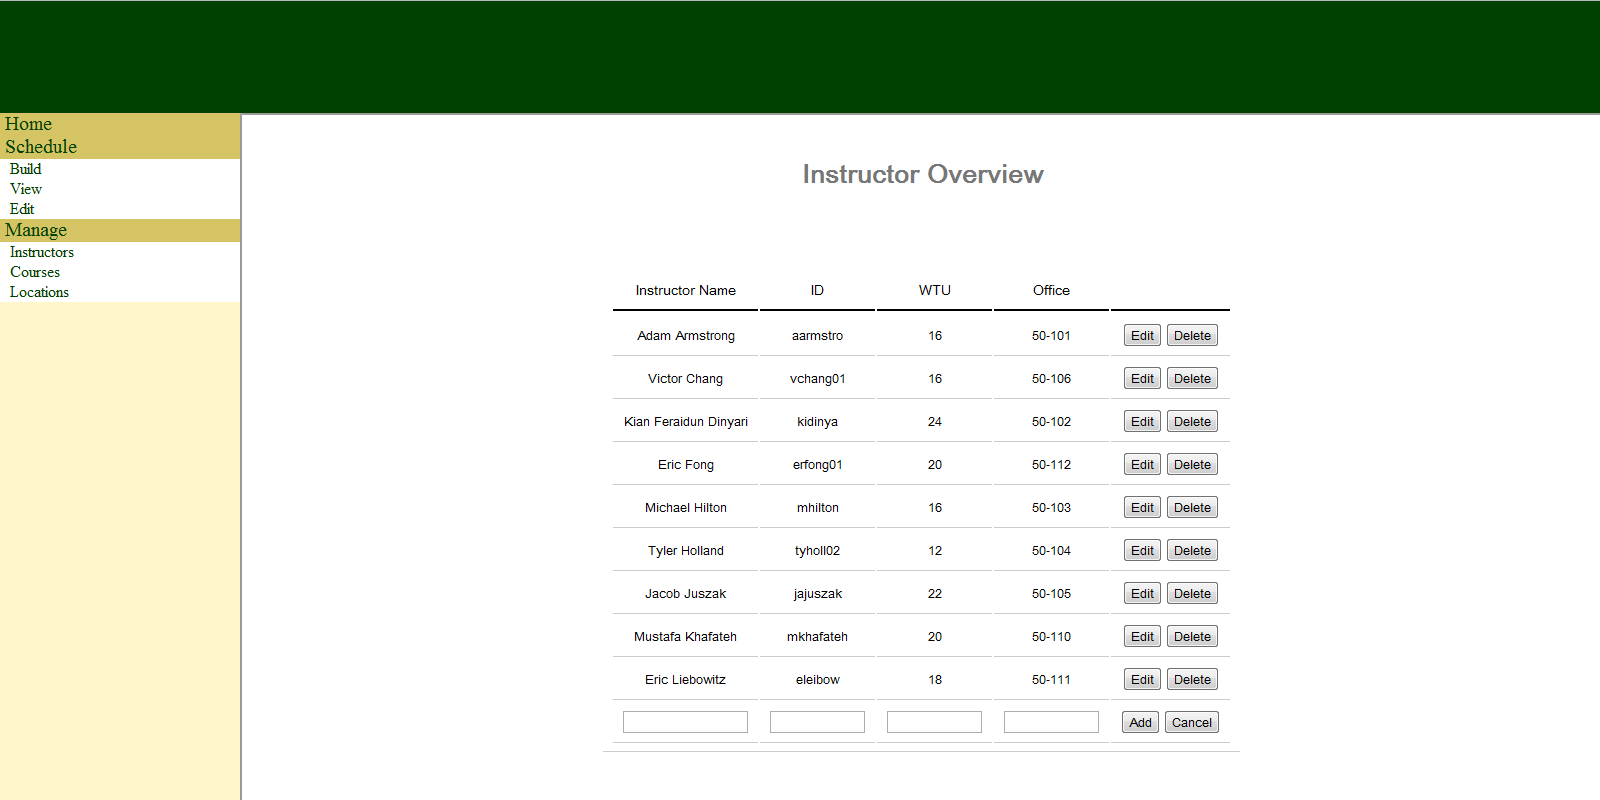 Home
Schedule
Build
View
Edit
Manage
Instructors
Courses
Locations
Instructor Overview
Instructor Name ID WTU Office
Adam Armstrong aarmstro 16 50-101 Edit Delete
Victor Chang vchang01 16 50-106 Edit Delete
Kian Feraidun Dinyari kidinya 24 50-102 Edit Delete
Eric Fong erfong01 20 50-112 Edit Delete
Michael Hilton mhilton 16 50-103 Edit Delete
Tyler Holland tyholl02 12 50-104 Edit Delete
Jacob Juszak jajuszak 22 50-105 Edit Delete
Mustafa Khafateh mkhafateh 20 50-110 Edit Delete
Eric Liebowitz eleibow 18 50-111 Edit Delete
Add Cancel